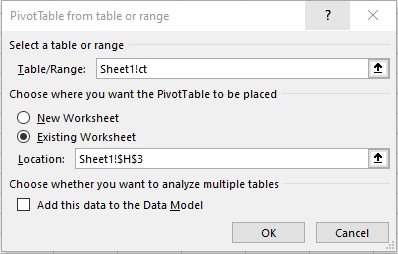 PivotTable from table or range ? ×
Select a table or range
Table/Range: Sheet1!ct
Choose where you want the PivotTable to be placed
New Worksheet
Existing Worksheet
Location: Sheet1!$H$3
Choose whether you want to analyze multiple tables
Add this data to the Data Model
OK Cancel